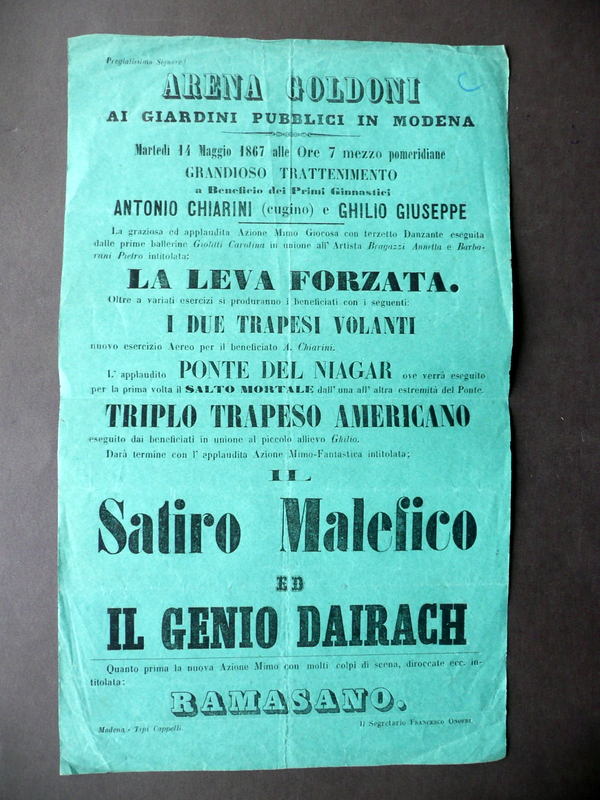 Pregiatissimo Signore!
ARENA GOLDONI
AI GIARDINI PUBBLICI IN MODENA
Martedì 14 Maggio 1867 alle Ore 7 mezzo pomeridiane
GRANDIOSO TRATTENIMENTO
a Beneficio dei Primi Ginnastici
ANTONIO CHIARINI (cugino) e GHILIO GIUSEPPE
La graziosa ed applaudita Azione Mimo Giocosa con terzetto Danzante eseguita
dalle prime ballerine Giolitti Carolina in unione all'Artista Bragazzi Annetta e Barba-
rani Pietro intitolata:
LA LEVA FORZATA.
Oltre a variati esercizi si produranno i beneficiati con i seguenti:
I DUE TRAPESI VOLANTI
nuovo esercizio Aereo per il beneficiato A. Chiarini.
L' applaudito PONTE DEL NIAGAR ove verrà eseguito
per la prima volta il SALTO MORTALE dall' una all' altra estremità del Ponte.
TRIPLO TRAPESO AMERICANO
eseguito dai beneficiati in unione al piccolo allievo Ghilio.
Darà termine con l' applaudita Azione Mimo-Fantastica intitolata;
IL
Satiro Malefico
ED
IL GENIO DAIRACH
Quanto prima la nuova Azione Mimo con molti colpi di scena, diroccate ecc. in-
titolata:
RAMASANO.
Modena - Tipi Cappelli.
Il Segretario FRANCESCO ONOFRI.